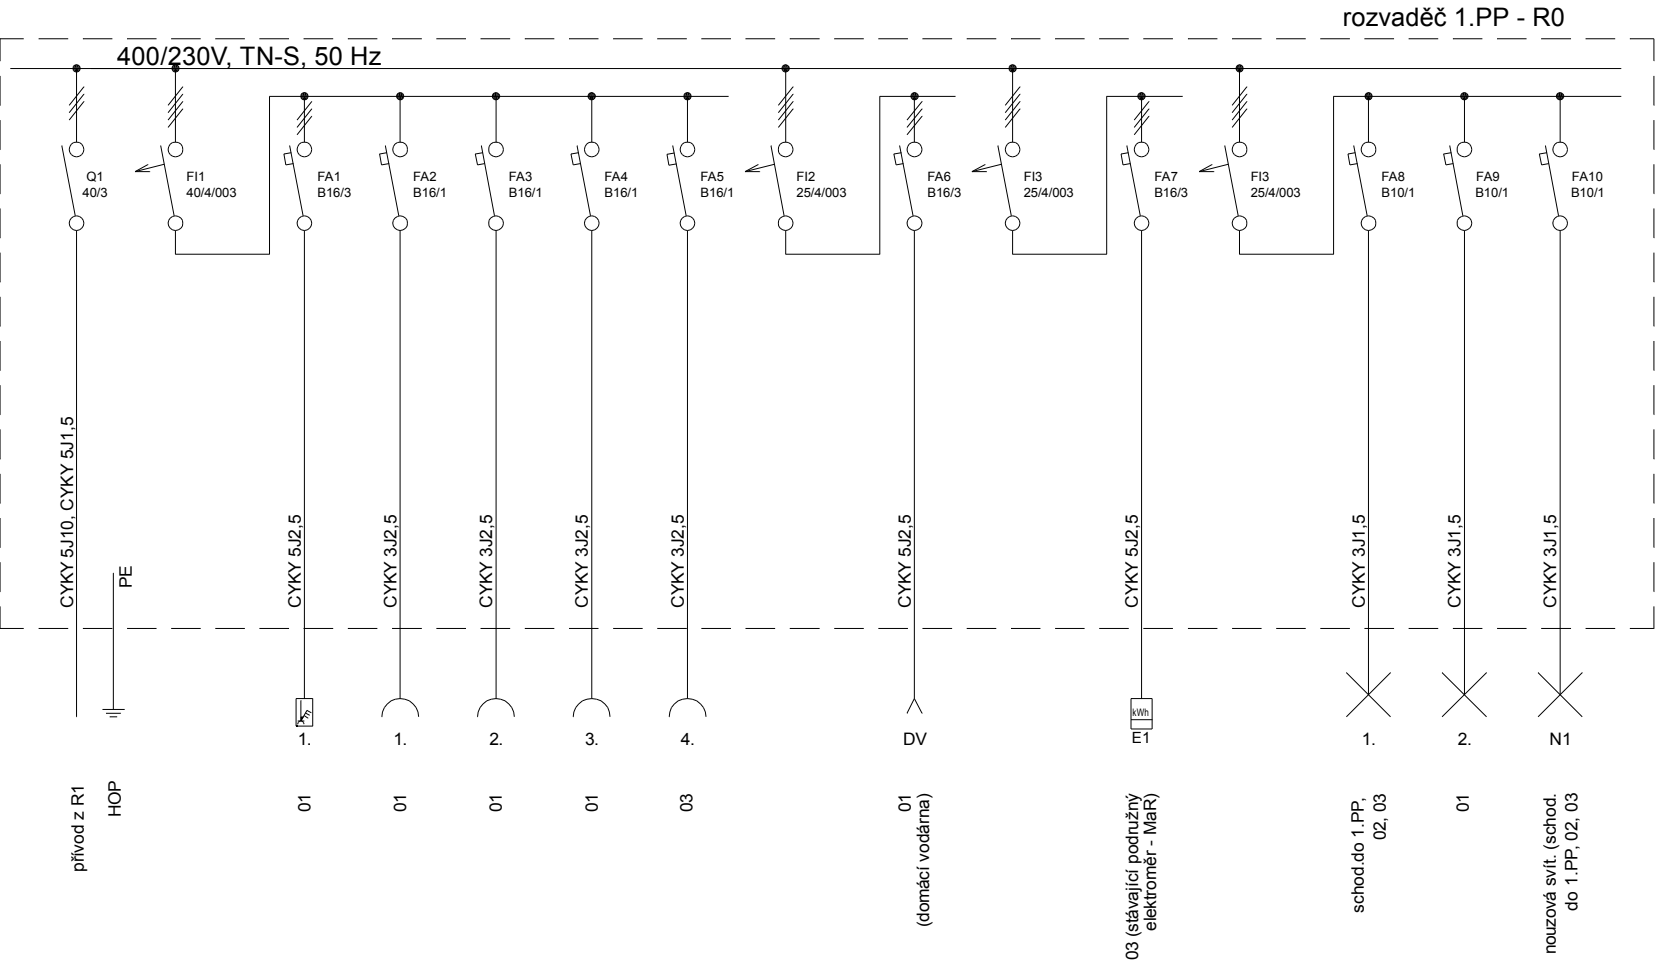 rozvaděč 1.PP - R0
400/230V, TN-S, 50 Hz
Q1
40/3
FI1
40/4/003
FA1
B16/3
FA2
B16/1
FA3
B16/1
FA4
B16/1
FA5
B16/1
FI2
25/4/003
FA6
B16/3
FI3
25/4/003
FA7
B16/3
FI3
25/4/003
FA8
B10/1
FA9
B10/1
FA10
B10/1
CYKY 5J10, CYKY 5J1,5
PE
CYKY 5J2,5
CYKY 3J2,5
CYKY 3J2,5
CYKY 3J2,5
CYKY 3J2,5
CYKY 5J2,5
CYKY 5J2,5
CYKY 3J1,5
CYKY 3J1,5
CYKY 3J1,5
kWh
1.
1.
2.
3.
4.
DV
E1
1.
2.
N1
přívod z R1
HOP
01
01
01
01
03
01
(domácí vodárna)
03 (stávající podružný
elektroměr - MaR)
schod.do 1.PP,
02, 03
01
nouzová svít. (schod.
do 1.PP, 02, 03